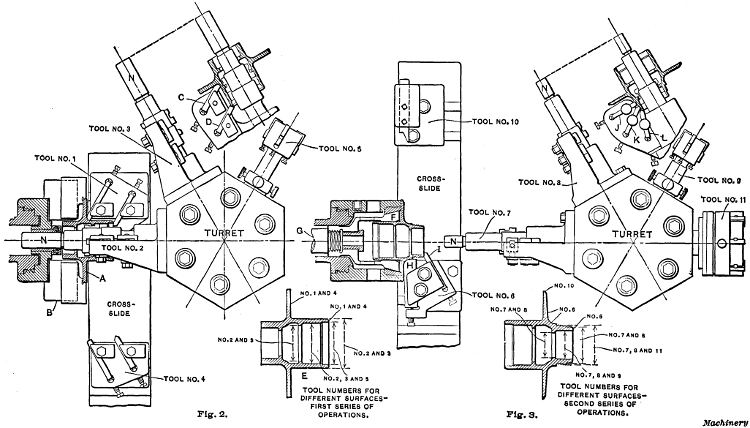 N
C
D
TOOL NO. 3
TOOL NO. 5
TOOL NO. 1
N
TOOL NO. 2
TURRET
A
B
CROSS-
SLIDE
TOOL NO. 4
NO. 1 AND 4
NO. 1 AND 4
NO. 2 AND 3
NO. 2 AND 3
NO. 2, 3 AND 5
E
TOOL NUMBERS FOR
DIFFERENT SURFACES—
FIRST SERIES OF
OPERATIONS.
Fig. 2.
TOOL NO. 10
CROSS-
SLIDE
G
F
H
I
N
TOOL NO. 7
TOOL NO. 6
N
J
K
L
TOOL NO. 8
TOOL NO. 9
TOOL NO. 11
TURRET
NO. 10
NO. 7 AND 8
NO. 6
NO. 6
NO. 7 AND 8
NO. 7, 8 AND 11
NO. 7, 8 AND 9
TOOL NUMBERS FOR
DIFFERENT SURFACES—
SECOND SERIES OF
OPERATIONS.
Fig. 3.
Machinery